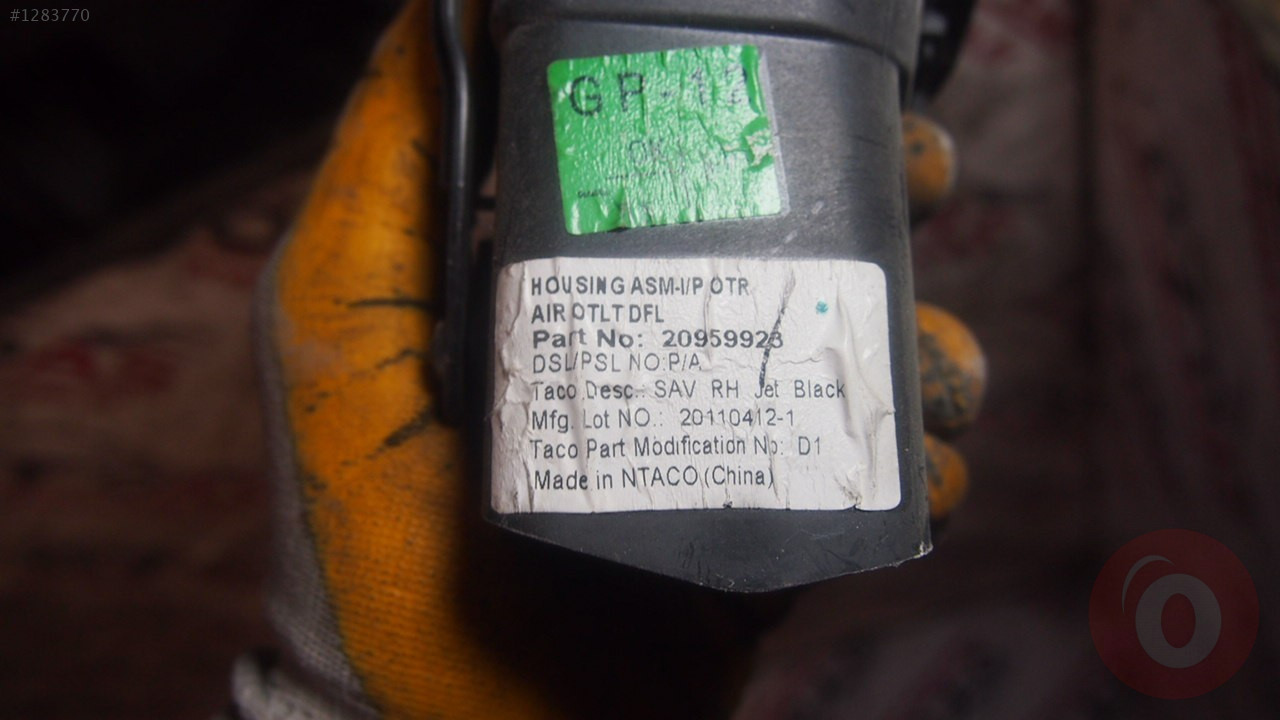 #1283770
GP-12
HOUSING ASM-I/P OTR
AIR OTLT DFL
Part No: 20959923
DSL/PSL NO:P/A
Taco Desc.: SAV RH Jet Black
Mfg. Lot NO.: 20110412-1
Taco Part Modification No: D1
Made in NTACO (China)
O